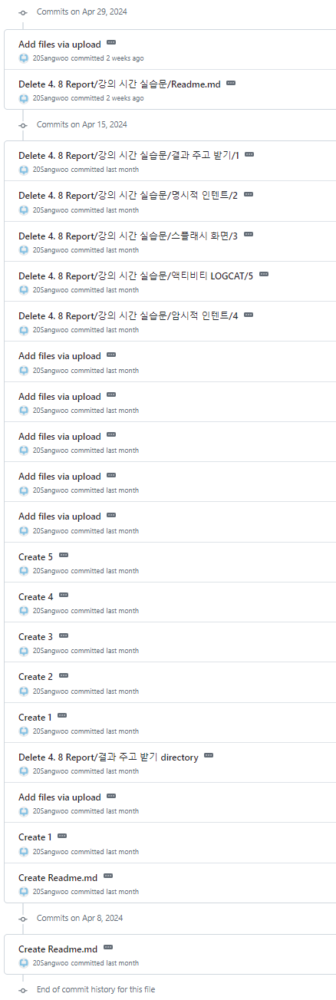 Commits on Apr 29, 2024
Add files via upload
20Sangwoo committed 2 weeks ago
Delete 4. 8 Report/강의 시간 실습문/Readme.md
20Sangwoo committed 2 weeks ago
Commits on Apr 15, 2024
Delete 4. 8 Report/강의 시간 실습문/결과 주고 받기/1
20Sangwoo committed last month
Delete 4. 8 Report/강의 시간 실습문/명시적 인텐트/2
20Sangwoo committed last month
Delete 4. 8 Report/강의 시간 실습문/스플래시 화면/3
20Sangwoo committed last month
Delete 4. 8 Report/강의 시간 실습문/액티비티 LOGCAT/5
20Sangwoo committed last month
Delete 4. 8 Report/강의 시간 실습문/암시적 인텐트/4
20Sangwoo committed last month
Add files via upload
20Sangwoo committed last month
Add files via upload
20Sangwoo committed last month
Add files via upload
20Sangwoo committed last month
Add files via upload
20Sangwoo committed last month
Add files via upload
20Sangwoo committed last month
Create 5
20Sangwoo committed last month
Create 4
20Sangwoo committed last month
Create 3
20Sangwoo committed last month
Create 2
20Sangwoo committed last month
Create 1
20Sangwoo committed last month
Delete 4. 8 Report/결과 주고 받기 directory
20Sangwoo committed last month
Add files via upload
20Sangwoo committed last month
Create 1
20Sangwoo committed last month
Create Readme.md
20Sangwoo committed last month
Commits on Apr 8, 2024
Create Readme.md
20Sangwoo committed last month
End of commit history for this file